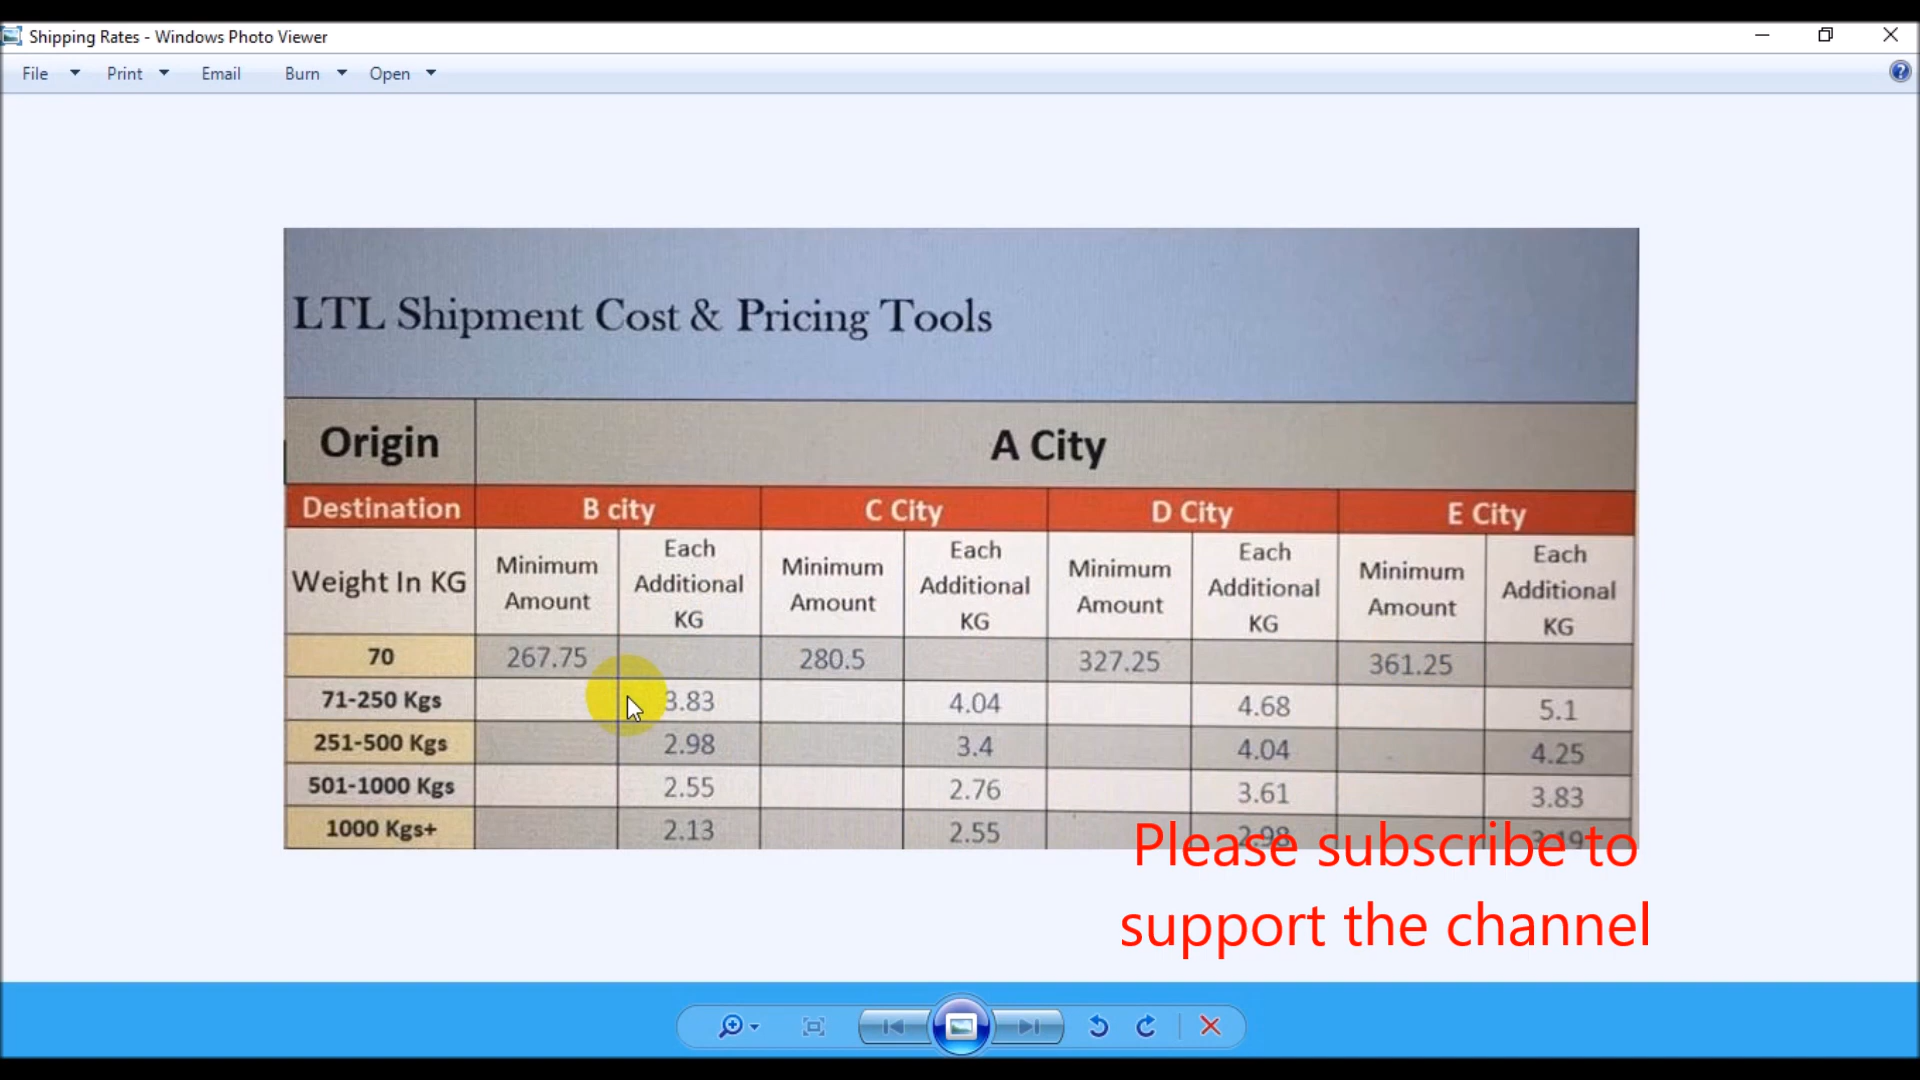 Shipping Rates - Windows Photo Viewer
File Print Email Burn Open
LTL Shipment Cost & Pricing Tools
Origin A City
Destination B city C City D City E City
Weight In KG Minimum Amount Each Additional KG Minimum Amount Each Additional KG Minimum Amount Each Additional KG Minimum Amount Each Additional KG
70 267.75 280.5 327.25 361.25
71-250 Kgs 3.83 4.04 4.68 5.1
251-500 Kgs 2.98 3.4 4.04 4.25
501-1000 Kgs 2.55 2.76 3.61 3.83
1000 Kgs+ 2.13 2.55 2.98 3.19
Please subscribe to
support the channel